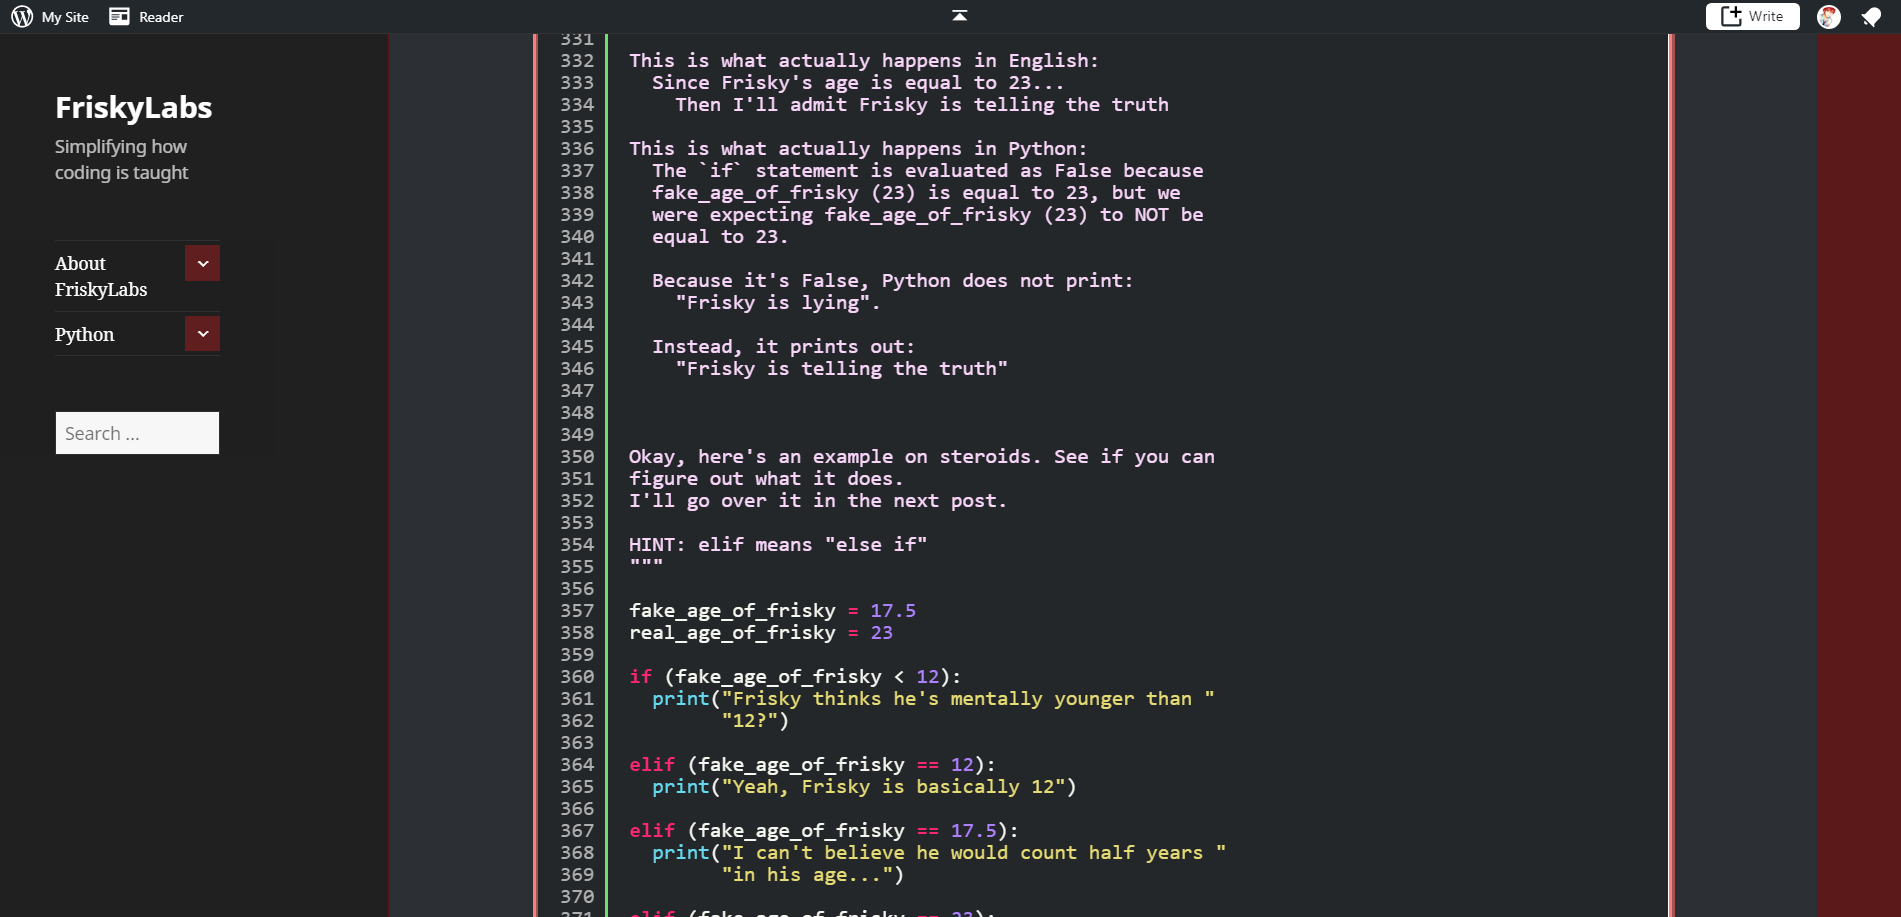 My Site
Reader
Write
FriskyLabs
Simplifying how
coding is taught
About
FriskyLabs
Python
Search ...
331
332 This is what actually happens in English:
333   Since Frisky's age is equal to 23...
334     Then I'll admit Frisky is telling the truth
335
336 This is what actually happens in Python:
337   The `if` statement is evaluated as False because
338   fake_age_of_frisky (23) is equal to 23, but we
339   were expecting fake_age_of_frisky (23) to NOT be
340   equal to 23.
341
342   Because it's False, Python does not print:
343     "Frisky is lying".
344
345   Instead, it prints out:
346     "Frisky is telling the truth"
347
348
349
350 Okay, here's an example on steroids. See if you can
351 figure out what it does.
352 I'll go over it in the next post.
353
354 HINT: elif means "else if"
355 """
356
357 fake_age_of_frisky = 17.5
358 real_age_of_frisky = 23
359
360 if (fake_age_of_frisky < 12):
361   print("Frisky thinks he's mentally younger than "
362         "12?")
363
364 elif (fake_age_of_frisky == 12):
365   print("Yeah, Frisky is basically 12")
366
367 elif (fake_age_of_frisky == 17.5):
368   print("I can't believe he would count half years "
369         "in his age...")
370
371 elif (fake_age_of_frisky == 23):